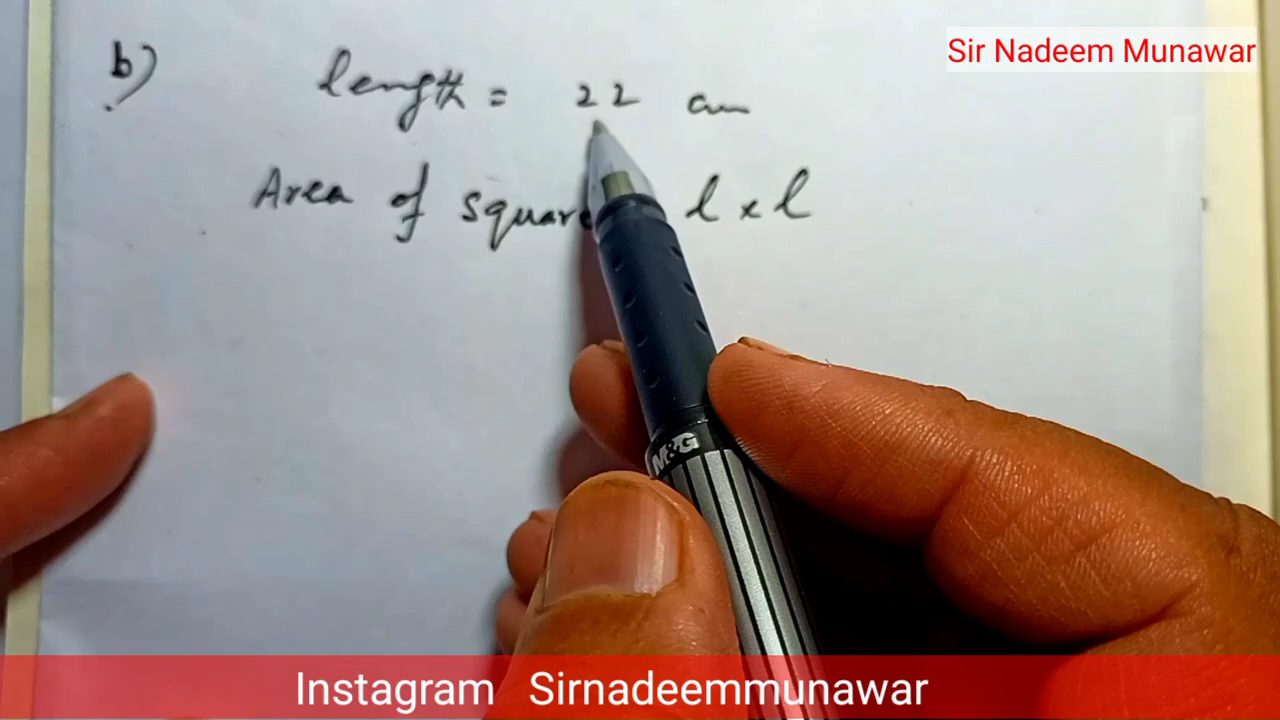 Sir Nadeem Munawar
b) length = 22 cm
Area of square l x l
M&G
Instagram Sirnadeemmunawar